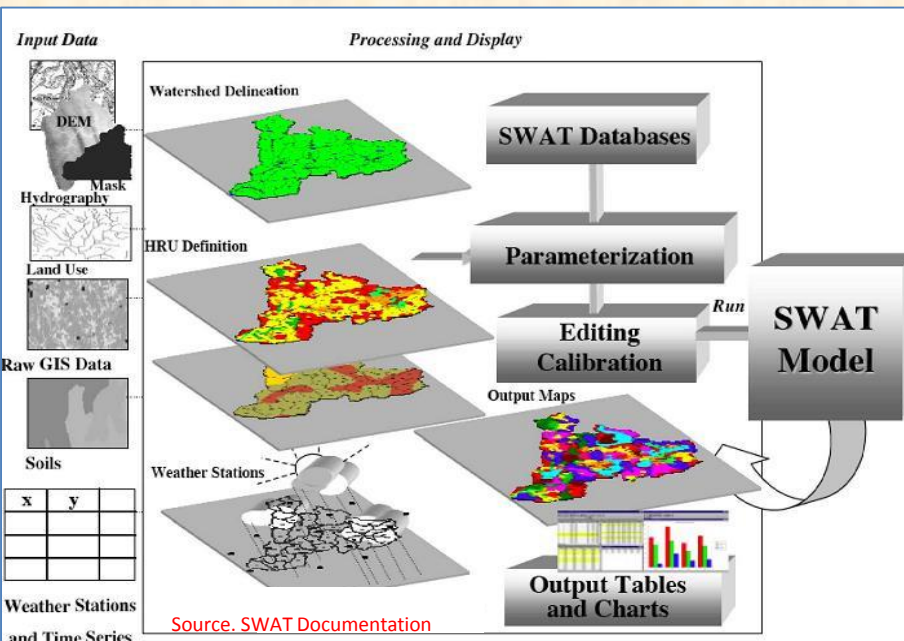 Input Data
Processing and Display
DEM
Mask
Hydrography
Land Use
Raw GIS Data
Soils
x y
Weather Stations
and Time Series
Watershed Delineation
HRU Definition
Weather Stations
SWAT Databases
Parameterization
Editing
Calibration
Run
SWAT
Model
Output Maps
Output Tables
and Charts
Source. SWAT Documentation